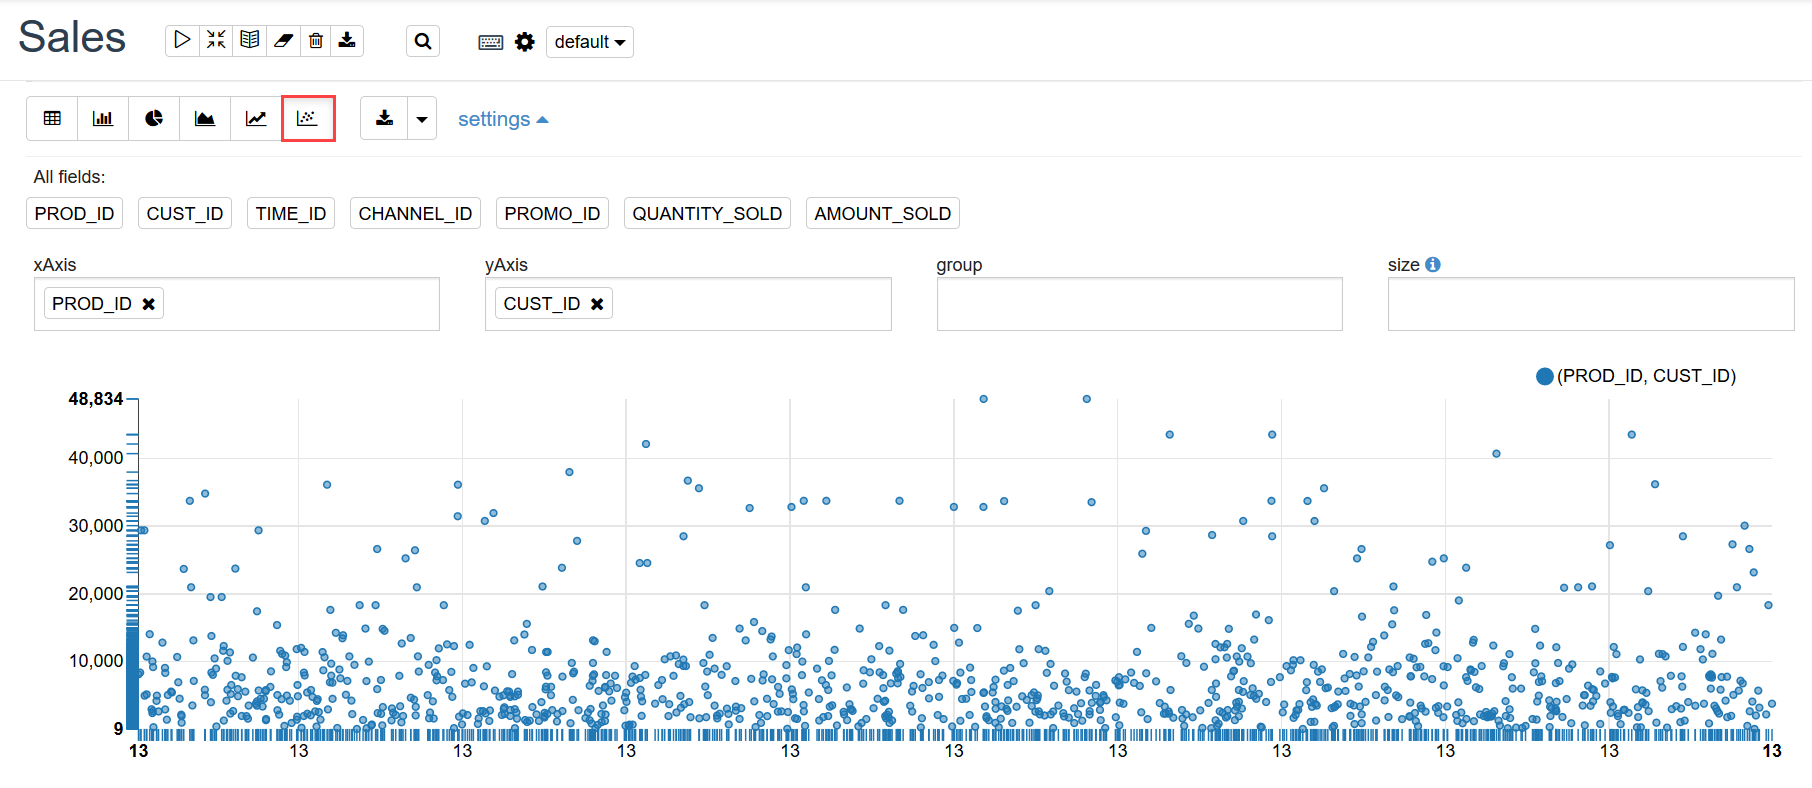 Sales default
settings
All fields:
PROD_ID CUST_ID TIME_ID CHANNEL_ID PROMO_ID QUANTITY_SOLD AMOUNT_SOLD
xAxis yAxis group size
PROD_ID CUST_ID
(PROD_ID, CUST_ID)
48,834
40,000
30,000
20,000
10,000
9
13 13 13 13 13 13 13 13 13 13 13